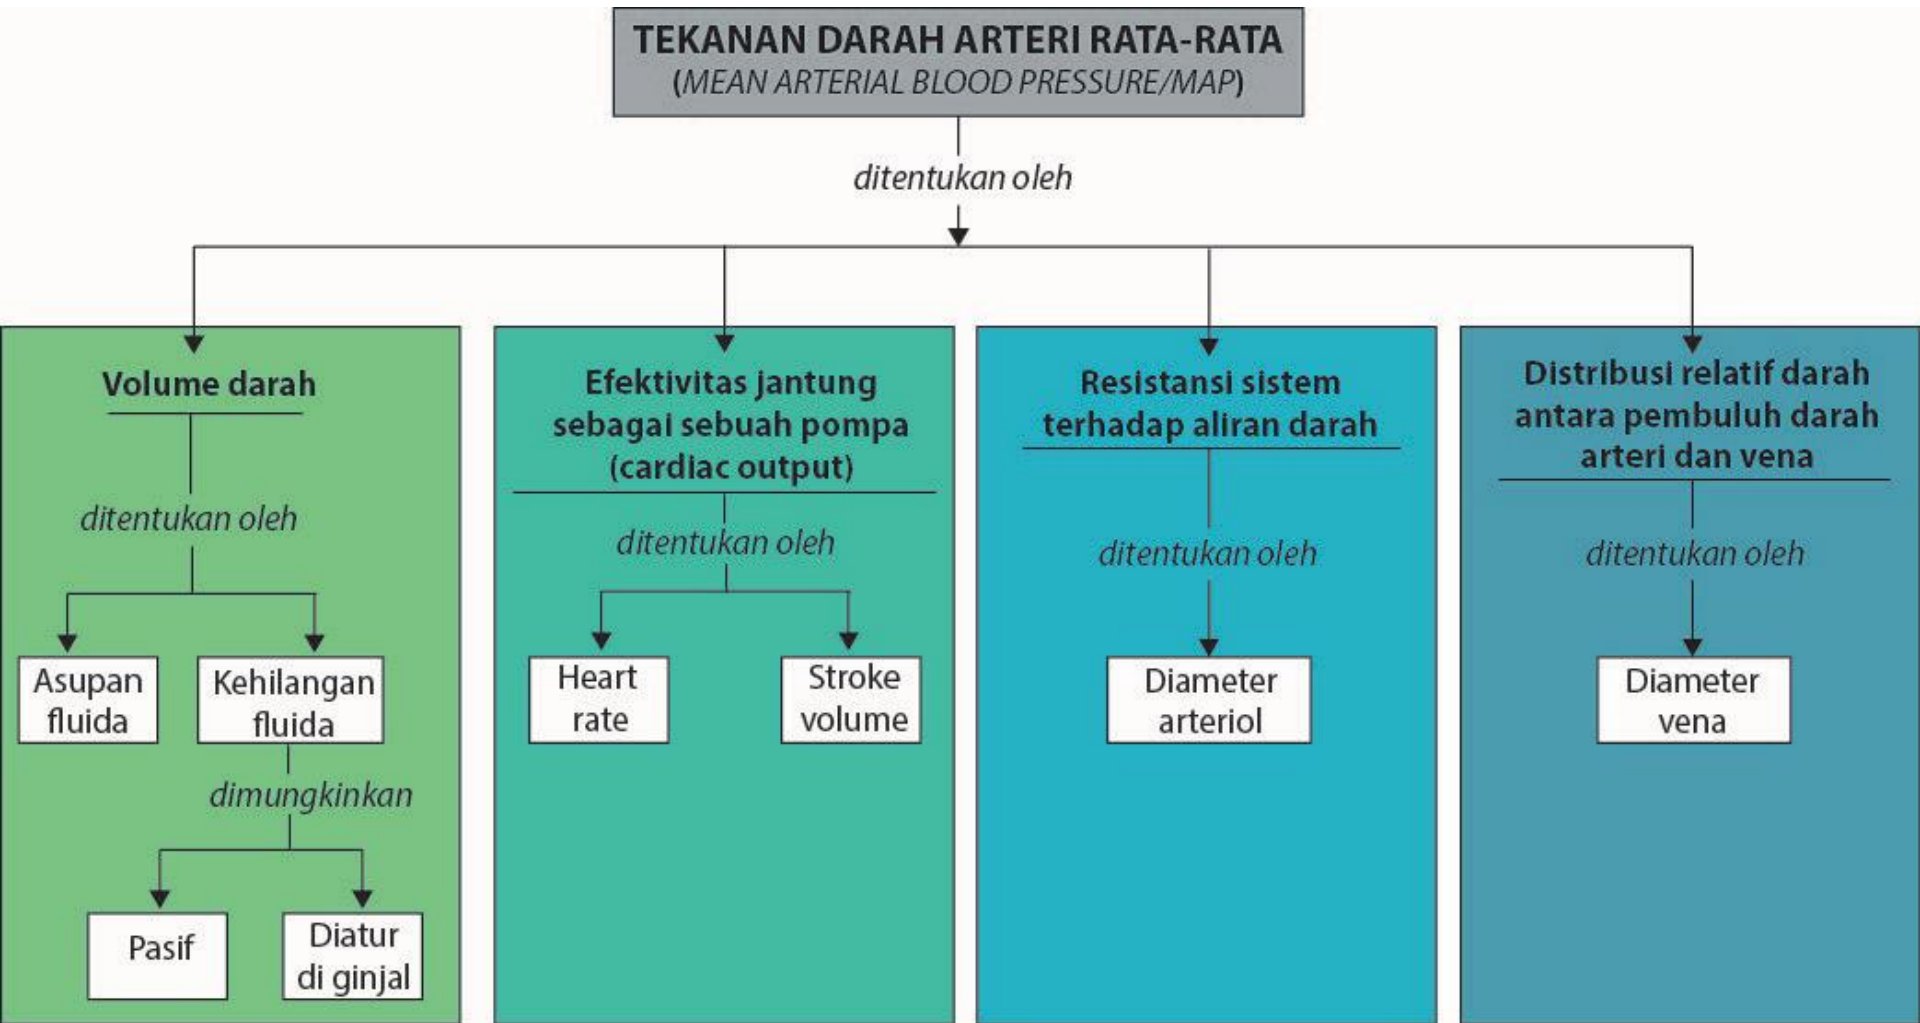 TEKANAN DARAH ARTERI RATA-RATA
(MEAN ARTERIAL BLOOD PRESSURE/MAP)
ditentukan oleh
Volume darah
ditentukan oleh
Asupan
fluida
Kehilangan
fluida
dimungkinkan
Pasif
Diatur
di ginjal
Efektivitas jantung
sebagai sebuah pompa
(cardiac output)
ditentukan oleh
Heart
rate
Stroke
volume
Resistansi sistem
terhadap aliran darah
ditentukan oleh
Diameter
arteriol
Distribusi relatif darah
antara pembuluh darah
arteri dan vena
ditentukan oleh
Diameter
vena